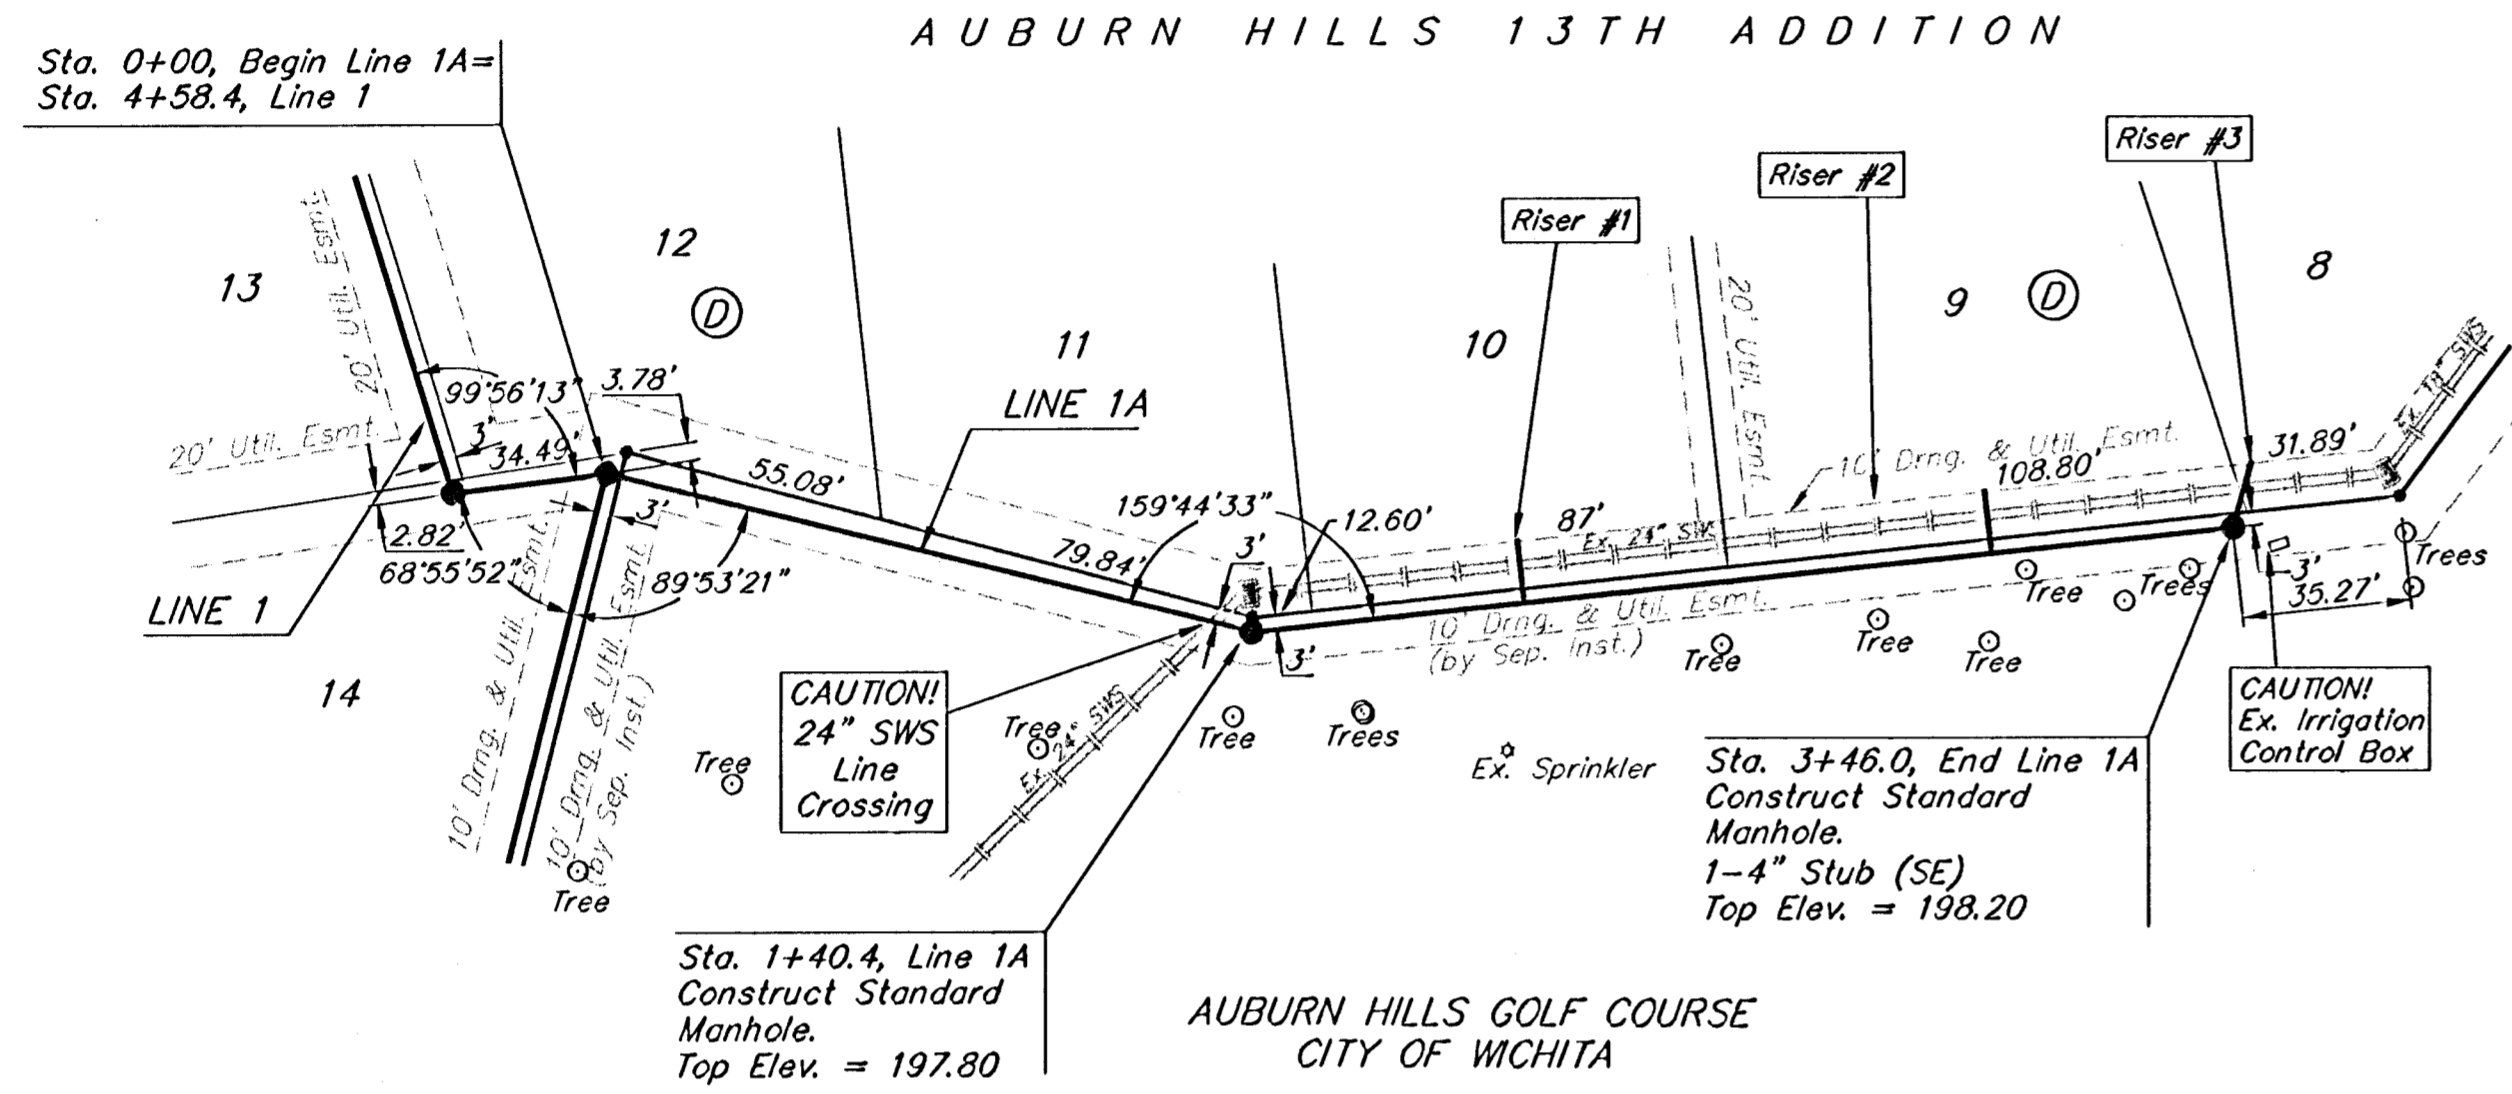 AUBURN HILLS 13TH ADDITION
Sta. 0+00, Begin Line 1A=
Sta. 4+58.4, Line 1
Riser #3
Riser #2
Riser #1
13
12
D
11
10
9
D
8
20' Util. Esmt.
20' Util. Esmt.
20' Util. Esmt.
99°56'13"
3.78'
3'
34.49'
LINE 1A
55.08'
79.84'
159°44'33"
12.60'
3'
87'
Ex. 24" SWS
10' Drng. & Util. Esmt.
108.80'
31.89'
Ex. 18" SWS
2.82'
3'
68°55'52"
89°53'21"
LINE 1
14
10' Drng. & Util. Esmt.
10' Drng. & Util. Esmt.
(by Sep. Inst.)
10' Drng. & Util. Esmt.
(by Sep. Inst.)
3'
3'
35.27'
Trees
Tree
Trees
Tree
Tree
Tree
Trees
Tree
Tree
Tree
Tree
Ex. 24" SWS
Ex. Sprinkler
CAUTION!
24" SWS
Line
Crossing
CAUTION!
Ex. Irrigation
Control Box
Sta. 3+46.0, End Line 1A
Construct Standard
Manhole.
1-4" Stub (SE)
Top Elev. = 198.20
Sta. 1+40.4, Line 1A
Construct Standard
Manhole.
Top Elev. = 197.80
AUBURN HILLS GOLF COURSE
CITY OF WICHITA